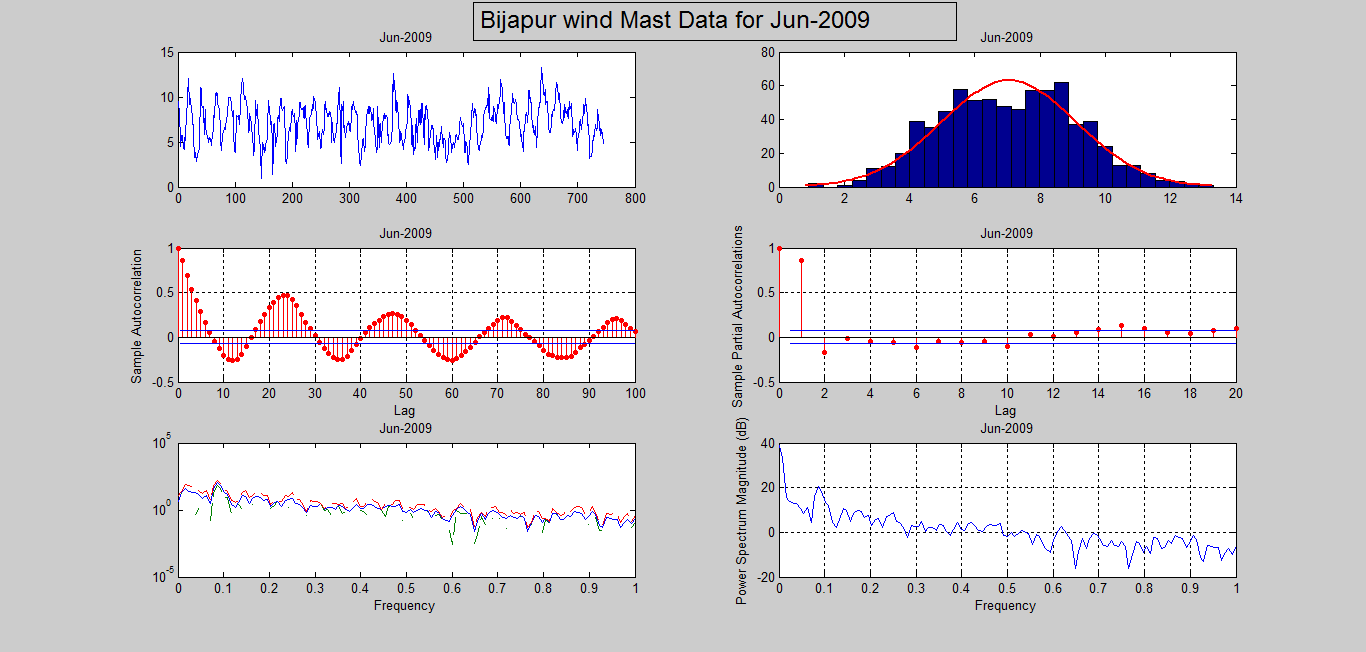 Bijapur wind Mast Data for Jun-2009
Jun-2009
15
10
5
0
0 100 200 300 400 500 600 700 800
Jun-2009
80
60
40
20
0
0 2 4 6 8 10 12 14
Jun-2009
Sample Autocorrelation
1
0.5
0
-0.5
0 10 20 30 40 50 60 70 80 90 100
Lag
Jun-2009
Sample Partial Autocorrelations
1
0.5
0
-0.5
0 2 4 6 8 10 12 14 16 18 20
Lag
Jun-2009
10^5
10^0
10^-5
0 0.1 0.2 0.3 0.4 0.5 0.6 0.7 0.8 0.9 1
Frequency
Jun-2009
Power Spectrum Magnitude (dB)
40
20
0
-20
0 0.1 0.2 0.3 0.4 0.5 0.6 0.7 0.8 0.9 1
Frequency